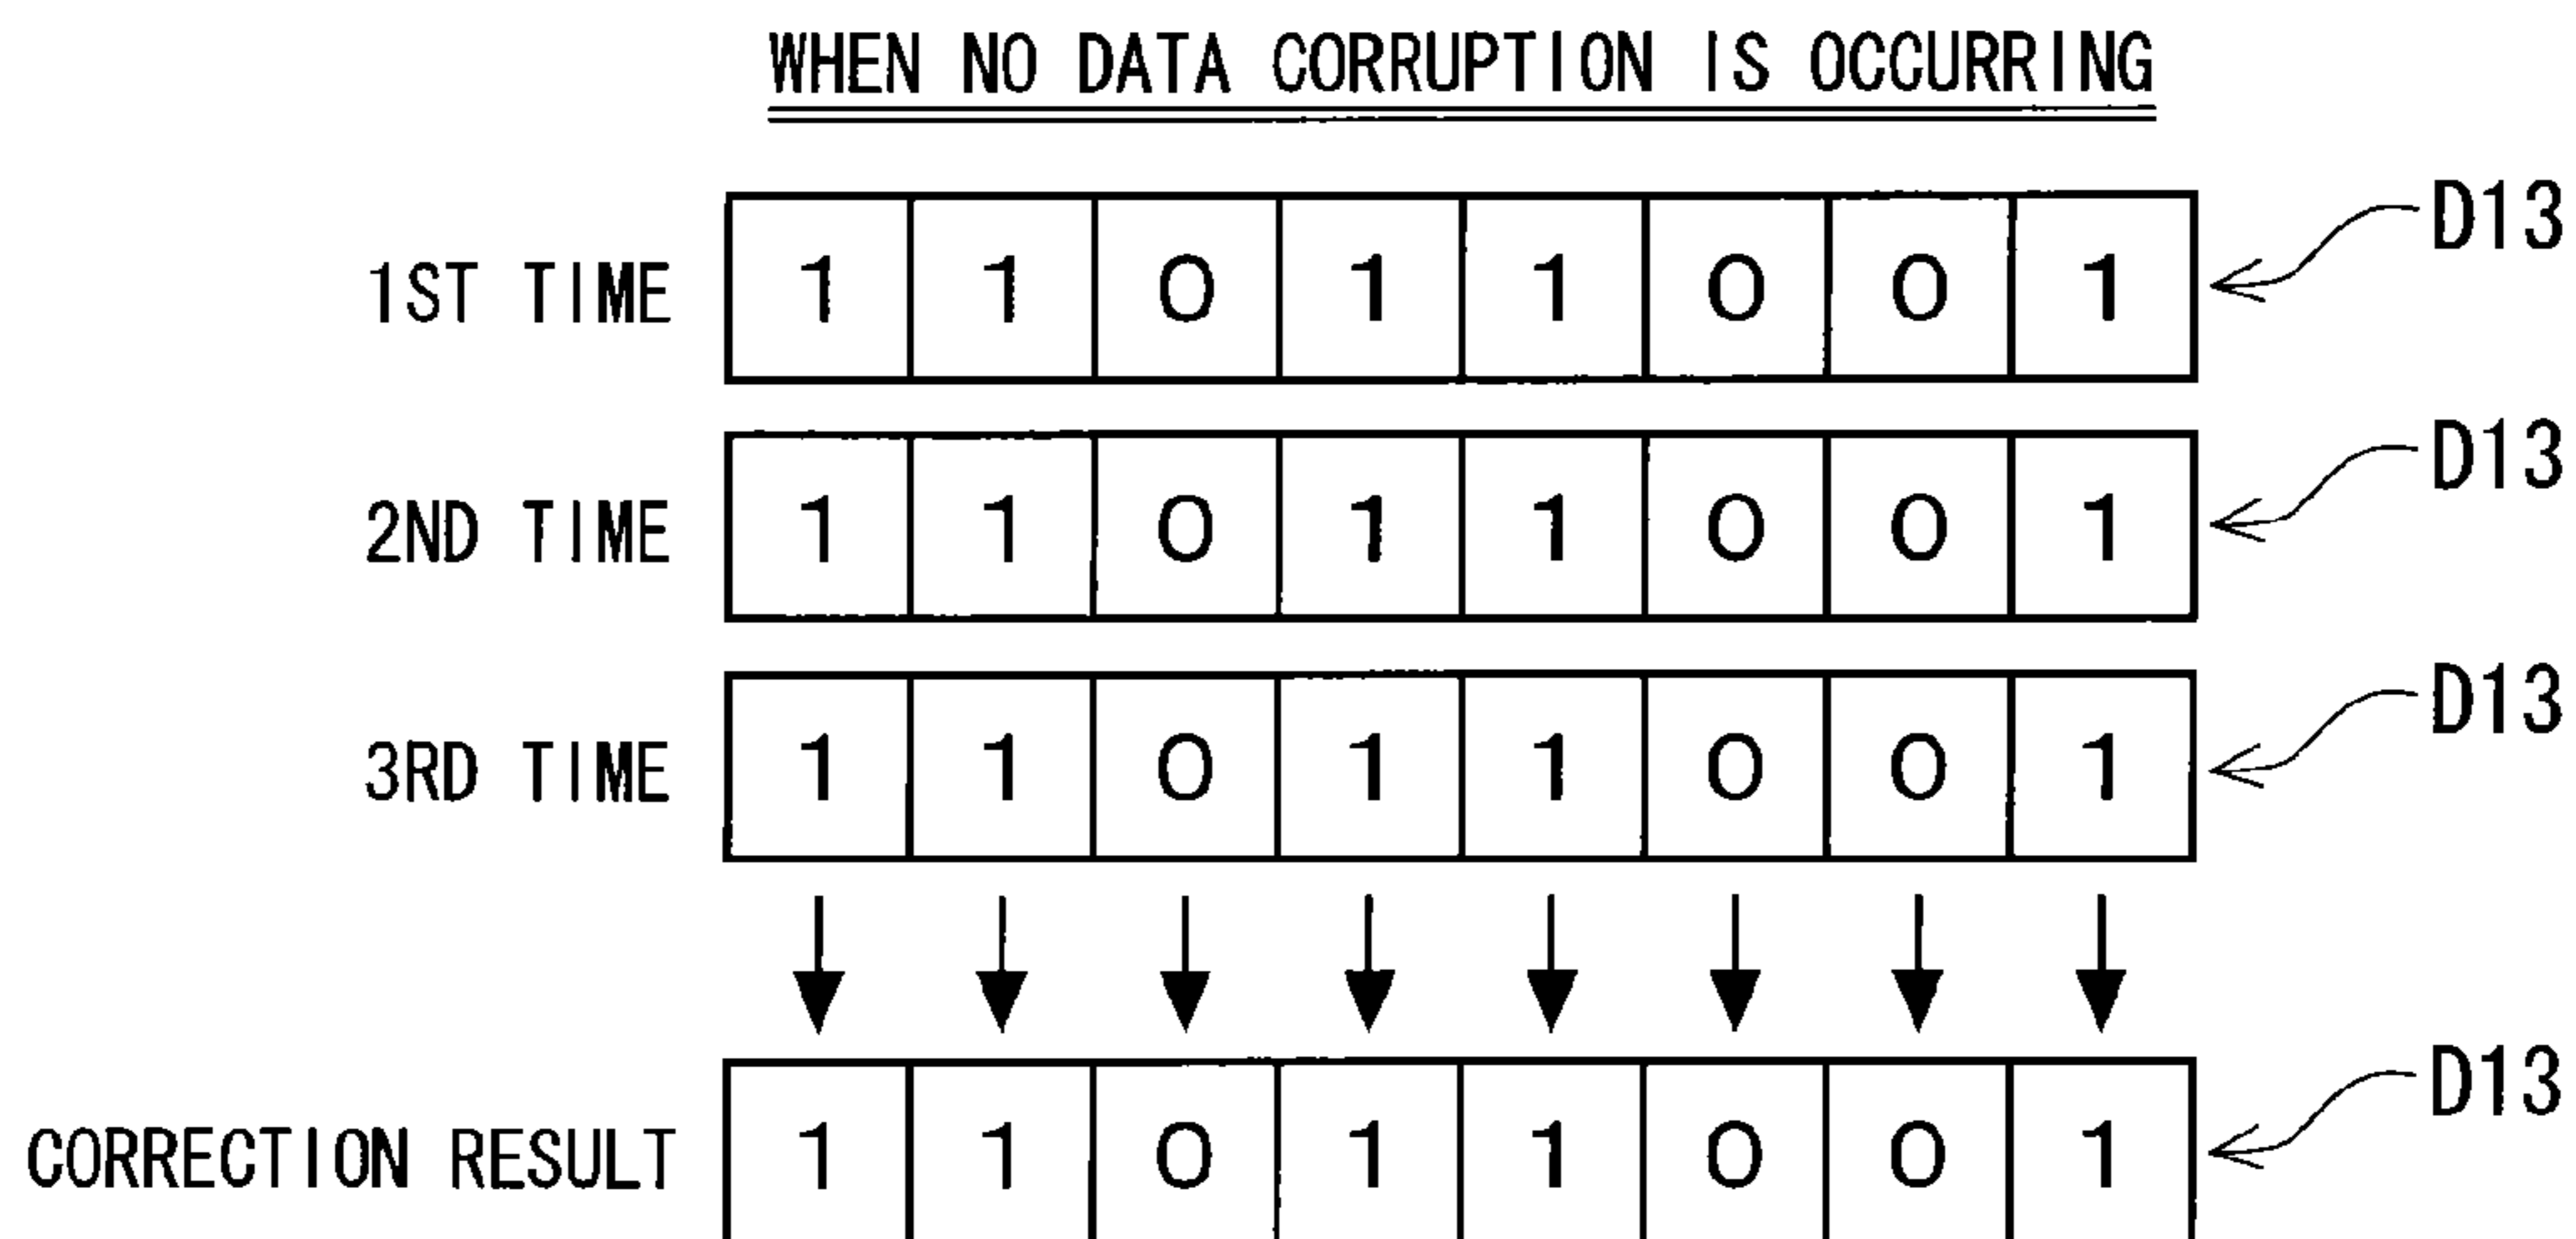 WHEN NO DATA CORRUPTION IS OCCURRING
1ST TIME 1 1 0 1 1 0 0 1 D13
2ND TIME 1 1 0 1 1 0 0 1 D13
3RD TIME 1 1 0 1 1 0 0 1 D13
CORRECTION RESULT 1 1 0 1 1 0 0 1 D13